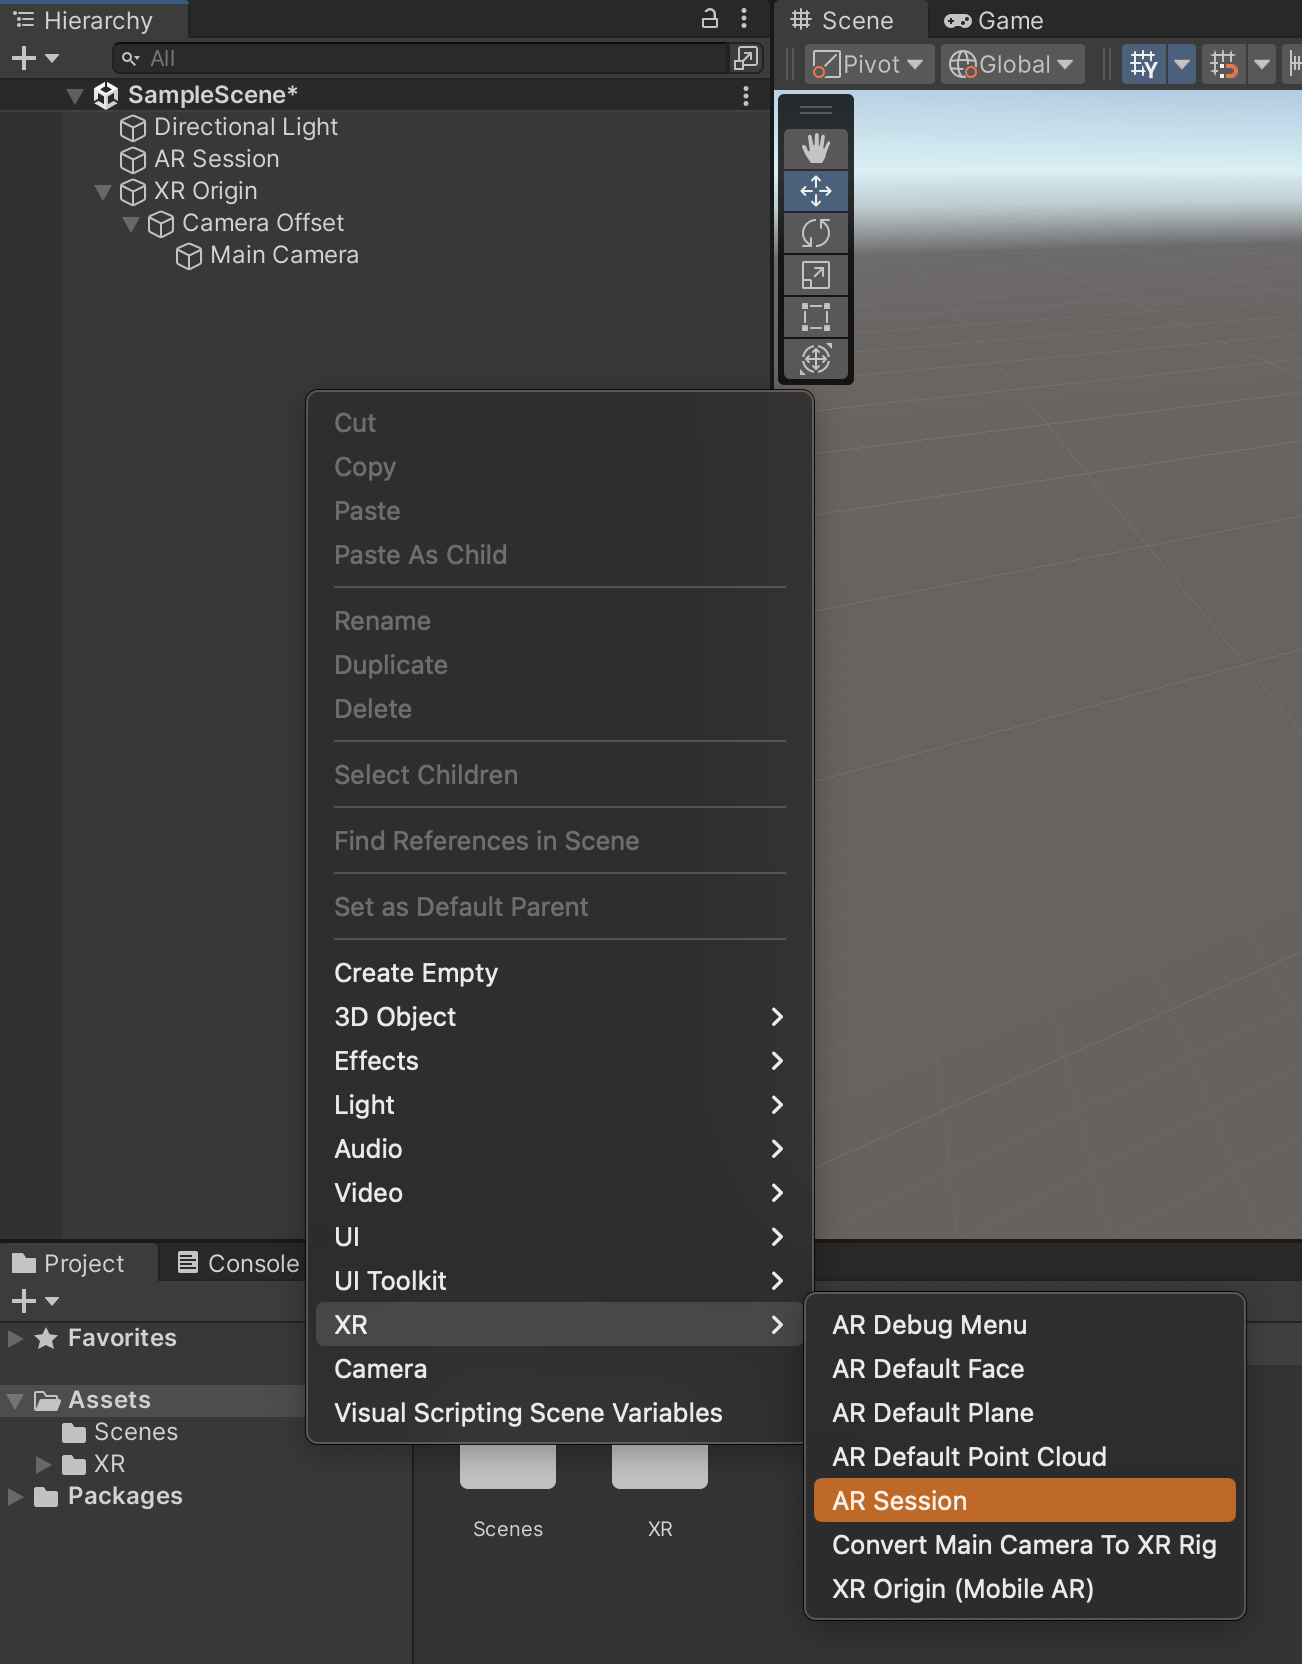 Hierarchy
All
SampleScene*
Directional Light
AR Session
XR Origin
Camera Offset
Main Camera
Scene
Game
Pivot
Global
Cut
Copy
Paste
Paste As Child
Rename
Duplicate
Delete
Select Children
Find References in Scene
Set as Default Parent
Create Empty
3D Object
Effects
Light
Audio
Video
UI
UI Toolkit
XR
Camera
Visual Scripting Scene Variables
AR Debug Menu
AR Default Face
AR Default Plane
AR Default Point Cloud
AR Session
Convert Main Camera To XR Rig
XR Origin (Mobile AR)
Project
Console
Favorites
Assets
Scenes
XR
Packages
Scenes
XR